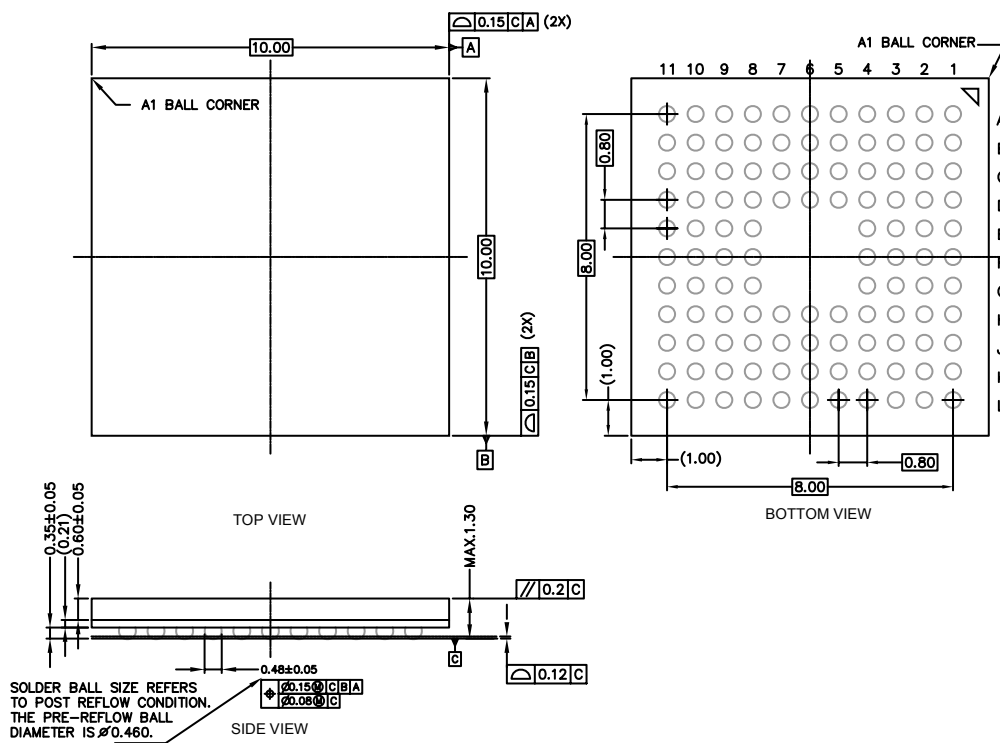 ⌓ 0.15 C A (2X)
10.00
A
A1 BALL CORNER
10.00
⌓ 0.15 C B (2X)
B
TOP VIEW
A1 BALL CORNER
11 10 9 8 7 6 5 4 3 2 1
0.80
8.00
(1.00)
(1.00)
0.80
8.00
BOTTOM VIEW
0.35±0.05
(0.21)
0.60±0.05
MAX.1.30
// 0.2 C
C
⌓ 0.12 C
0.48±0.05
⌖ Ø0.15Ⓜ C B A
Ø0.08Ⓜ C
SOLDER BALL SIZE REFERS
TO POST REFLOW CONDITION.
THE PRE-REFLOW BALL
DIAMETER IS Ø0.460.
SIDE VIEW